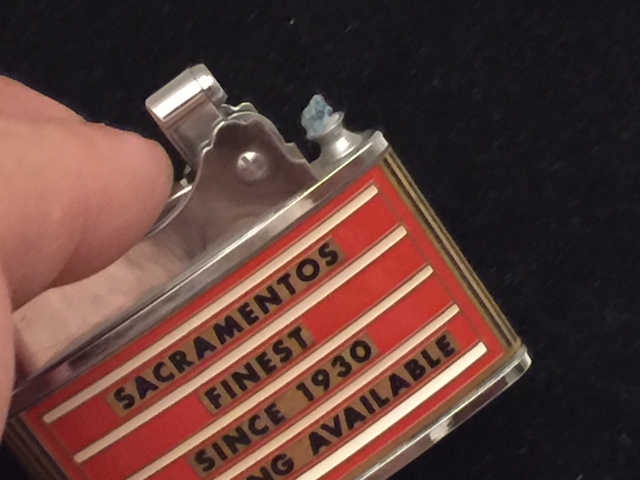 SACRAMENTOS
FINEST
SINCE 1930
AVAILABLE